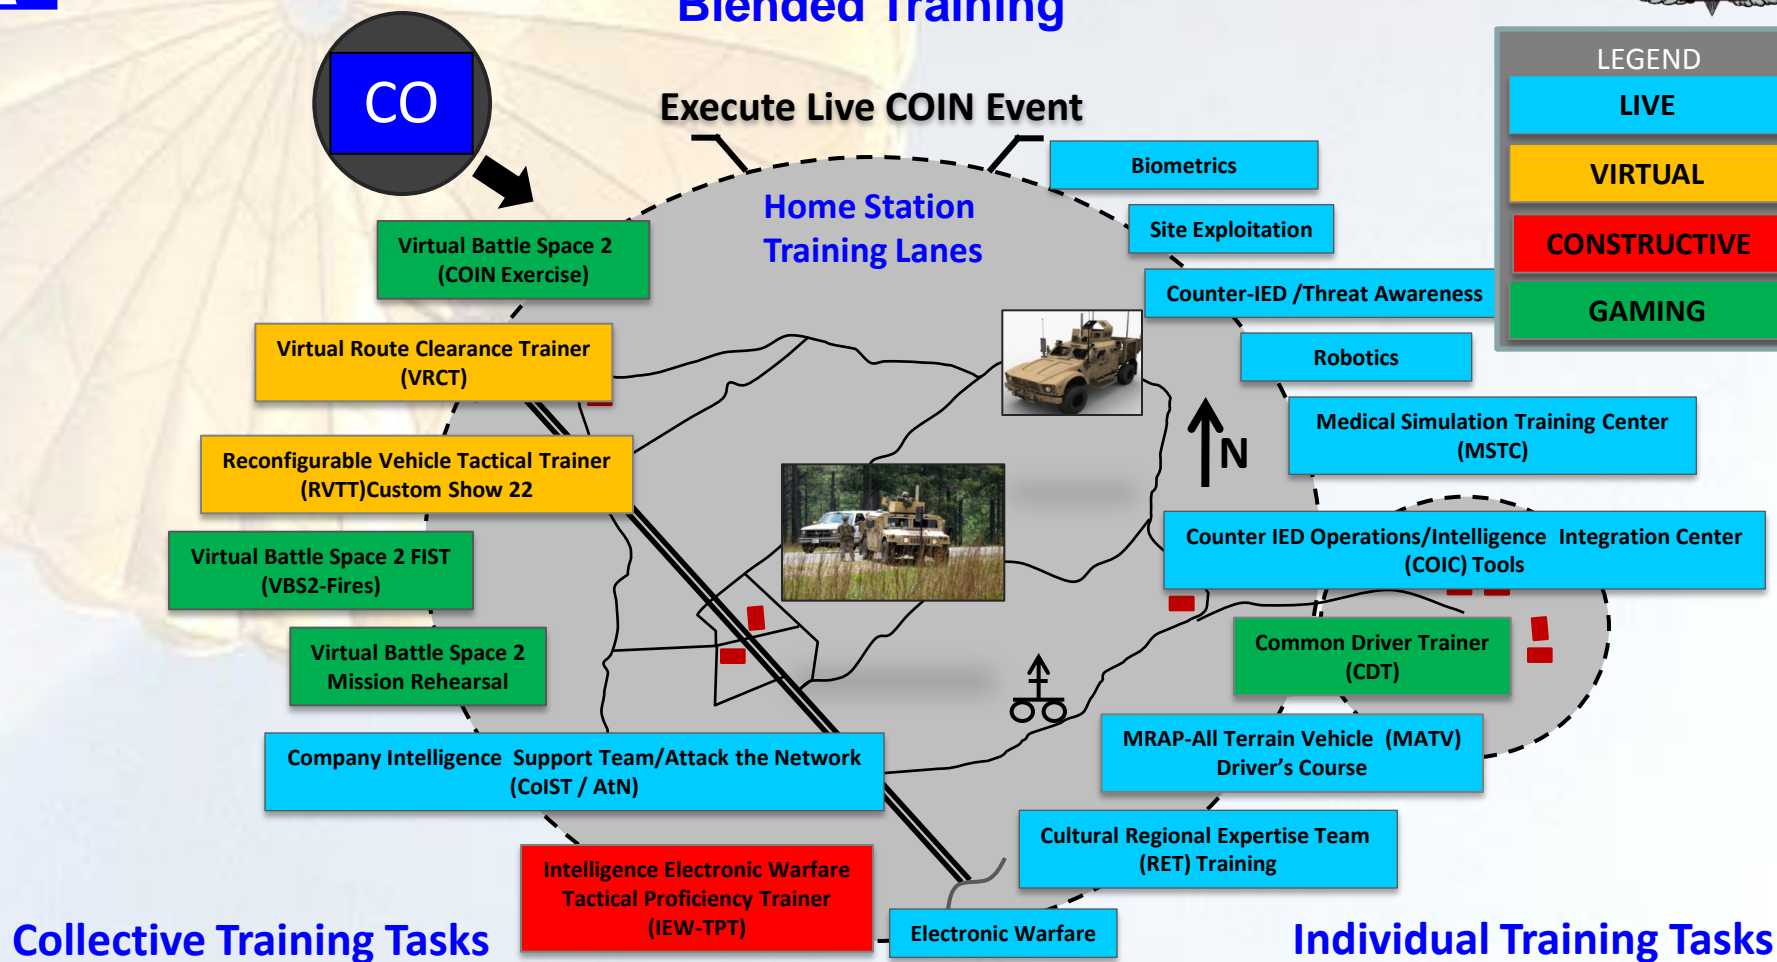 Blended Training
CO
Execute Live COIN Event
LEGEND
LIVE
VIRTUAL
CONSTRUCTIVE
GAMING
Home Station
Training Lanes
Biometrics
Site Exploitation
Counter-IED /Threat Awareness
Robotics
Medical Simulation Training Center
(MSTC)
N
Counter IED Operations/Intelligence Integration Center
(COIC) Tools
Common Driver Trainer
(CDT)
MRAP-All Terrain Vehicle (MATV)
Driver's Course
Cultural Regional Expertise Team
(RET) Training
Electronic Warfare
Virtual Battle Space 2
(COIN Exercise)
Virtual Route Clearance Trainer
(VRCT)
Reconfigurable Vehicle Tactical Trainer
(RVTT)Custom Show 22
Virtual Battle Space 2 FIST
(VBS2-Fires)
Virtual Battle Space 2
Mission Rehearsal
Company Intelligence Support Team/Attack the Network
(CoIST / AtN)
Intelligence Electronic Warfare
Tactical Proficiency Trainer
(IEW-TPT)
Collective Training Tasks
Individual Training Tasks